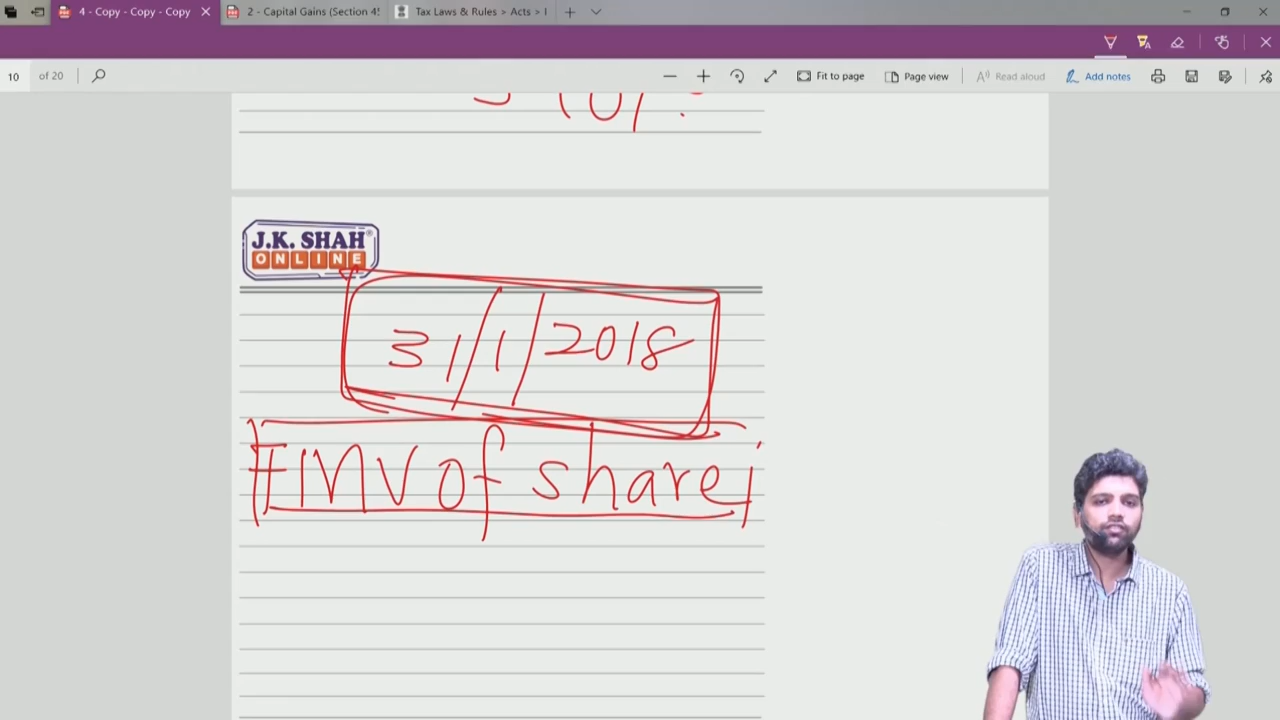 4 - Copy - Copy - Copy
2 - Capital Gains (Section 4
Tax Laws & Rules > Acts > I
10 of 20
Fit to page
Page view
Read aloud
Add notes
J.K. SHAH®
ONLINE
31/1/2018
FMV of share